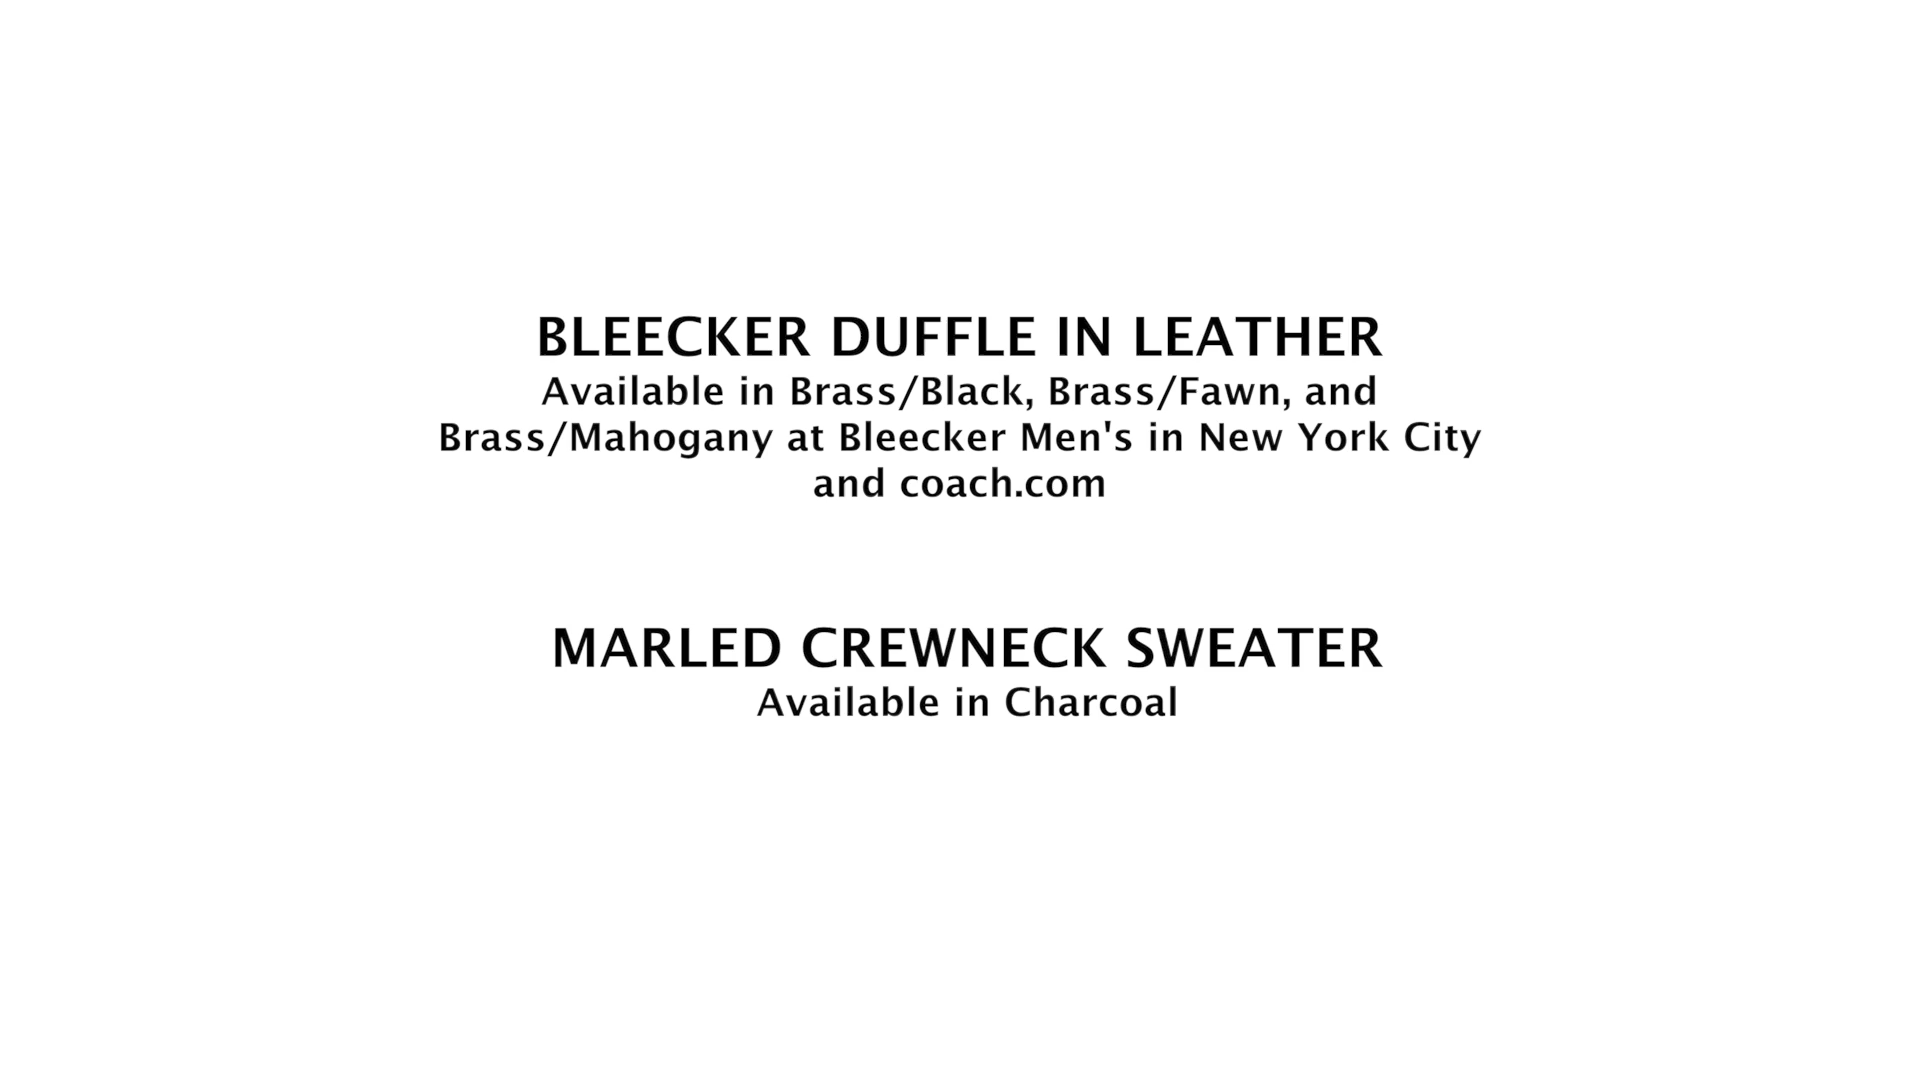 BLEECKER DUFFLE IN LEATHER
Available in Brass/Black, Brass/Fawn, and
Brass/Mahogany at Bleecker Men's in New York City
and coach.com
MARLED CREWNECK SWEATER
Available in Charcoal